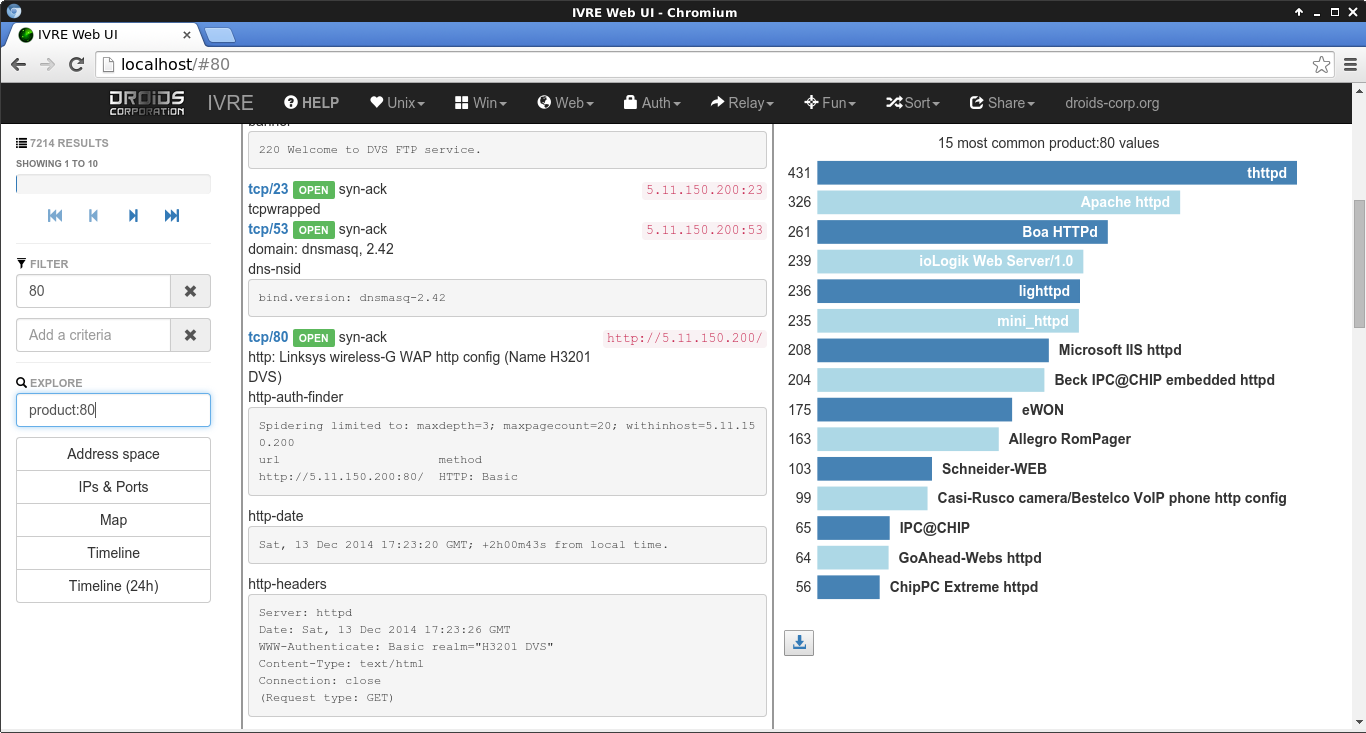 IVRE Web UI - Chromium
IVRE Web UI
localhost/#80
DROIDS CORPORATION
IVRE
HELP
Unix
Win
Web
Auth
Relay
Fun
Sort
Share
droids-corp.org
7214 RESULTS
SHOWING 1 TO 10
FILTER
80
Add a criteria
EXPLORE
product:80
Address space
IPs & Ports
Map
Timeline
Timeline (24h)
banner
220 Welcome to DVS FTP service.
tcp/23 OPEN syn-ack 5.11.150.200:23
tcpwrapped
tcp/53 OPEN syn-ack 5.11.150.200:53
domain: dnsmasq, 2.42
dns-nsid
bind.version: dnsmasq-2.42
tcp/80 OPEN syn-ack http://5.11.150.200/
http: Linksys wireless-G WAP http config (Name H3201
DVS)
http-auth-finder
Spidering limited to: maxdepth=3; maxpagecount=20; withinhost=5.11.15
0.200
url method
http://5.11.150.200:80/ HTTP: Basic
http-date
Sat, 13 Dec 2014 17:23:20 GMT; +2h00m43s from local time.
http-headers
Server: httpd
Date: Sat, 13 Dec 2014 17:23:26 GMT
WWW-Authenticate: Basic realm="H3201 DVS"
Content-Type: text/html
Connection: close
(Request type: GET)
15 most common product:80 values
431 thttpd
326 Apache httpd
261 Boa HTTPd
239 ioLogik Web Server/1.0
236 lighttpd
235 mini_httpd
208 Microsoft IIS httpd
204 Beck IPC@CHIP embedded httpd
175 eWON
163 Allegro RomPager
103 Schneider-WEB
99 Casi-Rusco camera/Bestelco VoIP phone http config
65 IPC@CHIP
64 GoAhead-Webs httpd
56 ChipPC Extreme httpd